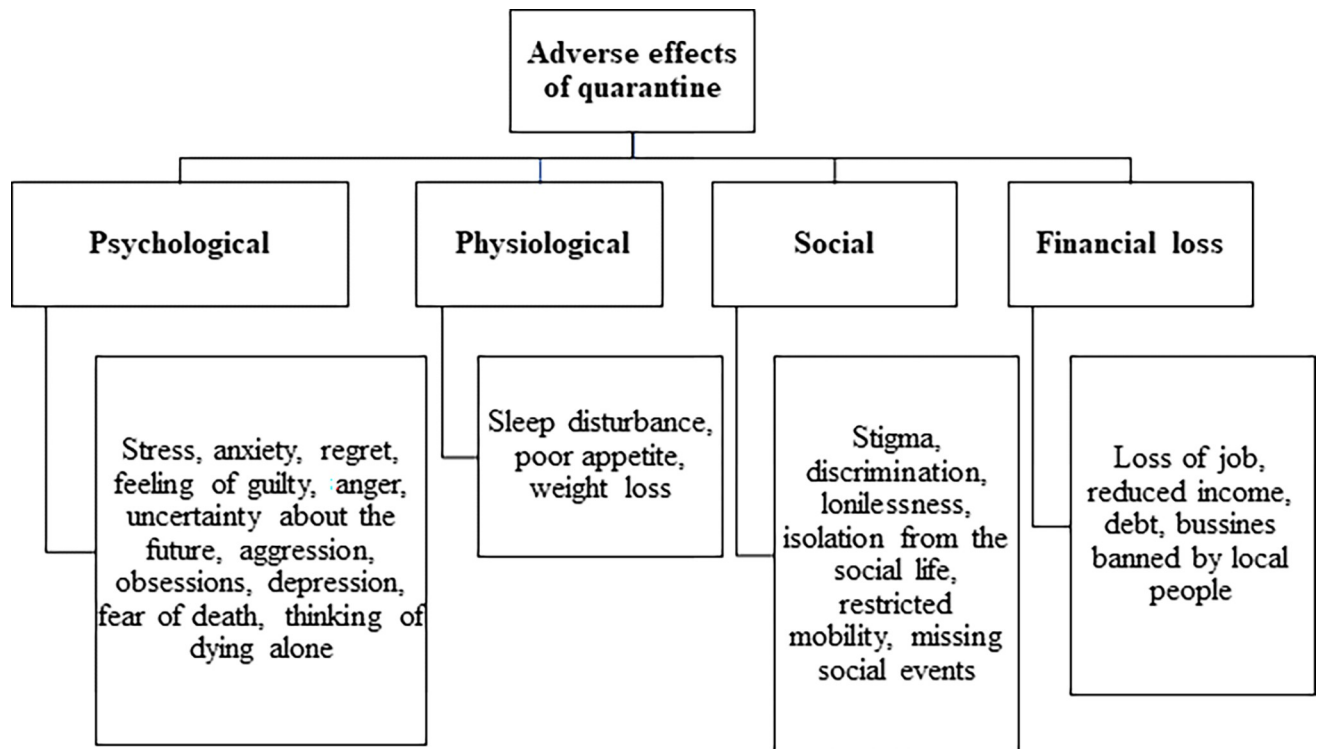 Adverse effects
of quarantine
Psychological
Physiological
Social
Financial loss
Stress, anxiety, regret,
feeling of guilty, anger,
uncertainty about the
future, aggression,
obsessions, depression,
fear of death, thinking of
dying alone
Sleep disturbance,
poor appetite,
weight loss
Stigma,
discrimination,
lonilessness,
isolation from the
social life,
restricted
mobility, missing
social events
Loss of job,
reduced income,
debt, bussines
banned by local
people